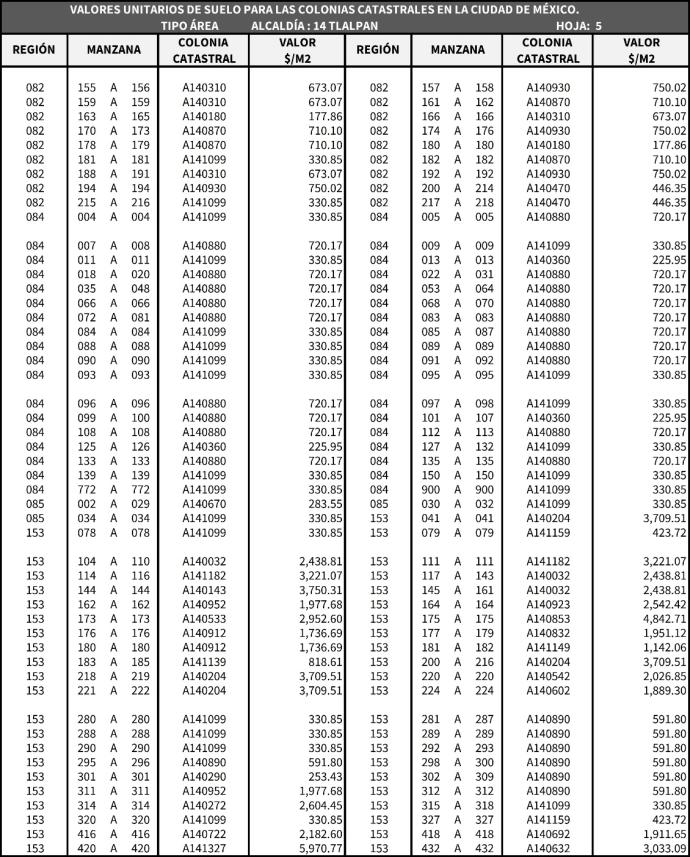 VALORES UNITARIOS DE SUELO PARA LAS COLONIAS CATASTRALES EN LA CIUDAD DE MÉXICO.
TIPO ÁREA ALCALDÍA : 14 TLALPAN HOJA: 5
REGIÓN MANZANA COLONIA CATASTRAL VALOR $/M2 REGIÓN MANZANA COLONIA CATASTRAL VALOR $/M2
082 155 A 156 A140310 673.07 082 157 A 158 A140930 750.02
082 159 A 159 A140310 673.07 082 161 A 162 A140870 710.10
082 163 A 165 A140180 177.86 082 166 A 166 A140310 673.07
082 170 A 173 A140870 710.10 082 174 A 176 A140930 750.02
082 178 A 179 A140870 710.10 082 180 A 180 A140180 177.86
082 181 A 181 A141099 330.85 082 182 A 182 A140870 710.10
082 188 A 191 A140310 673.07 082 192 A 192 A140930 750.02
082 194 A 194 A140930 750.02 082 200 A 214 A140470 446.35
082 215 A 216 A141099 330.85 082 217 A 218 A140470 446.35
084 004 A 004 A141099 330.85 084 005 A 005 A140880 720.17
084 007 A 008 A140880 720.17 084 009 A 009 A141099 330.85
084 011 A 011 A141099 330.85 084 013 A 013 A140360 225.95
084 018 A 020 A140880 720.17 084 022 A 031 A140880 720.17
084 035 A 048 A140880 720.17 084 053 A 064 A140880 720.17
084 066 A 066 A140880 720.17 084 068 A 070 A140880 720.17
084 072 A 081 A140880 720.17 084 083 A 083 A140880 720.17
084 084 A 084 A141099 330.85 084 085 A 087 A140880 720.17
084 088 A 088 A141099 330.85 084 089 A 089 A140880 720.17
084 090 A 090 A141099 330.85 084 091 A 092 A140880 720.17
084 093 A 093 A141099 330.85 084 095 A 095 A141099 330.85
084 096 A 096 A140880 720.17 084 097 A 098 A141099 330.85
084 099 A 100 A140880 720.17 084 101 A 107 A140360 225.95
084 108 A 108 A140880 720.17 084 112 A 113 A140880 720.17
084 125 A 126 A140360 225.95 084 127 A 132 A141099 330.85
084 133 A 133 A140880 720.17 084 135 A 135 A140880 720.17
084 139 A 139 A141099 330.85 084 150 A 150 A141099 330.85
084 772 A 772 A141099 330.85 084 900 A 900 A141099 330.85
085 002 A 029 A140670 283.55 085 030 A 032 A141099 330.85
085 034 A 034 A141099 330.85 153 041 A 041 A140204 3,709.51
153 078 A 078 A141099 330.85 153 079 A 079 A141159 423.72
153 104 A 110 A140032 2,438.81 153 111 A 111 A141182 3,221.07
153 114 A 116 A141182 3,221.07 153 117 A 143 A140032 2,438.81
153 144 A 144 A140143 3,750.31 153 145 A 161 A140032 2,438.81
153 162 A 162 A140952 1,977.68 153 164 A 164 A140923 2,542.42
153 173 A 173 A140533 2,952.60 153 175 A 175 A140853 4,842.71
153 176 A 176 A140912 1,736.69 153 177 A 179 A140832 1,951.12
153 180 A 180 A140912 1,736.69 153 181 A 182 A141149 1,142.06
153 183 A 185 A141139 818.61 153 200 A 216 A140204 3,709.51
153 218 A 219 A140204 3,709.51 153 220 A 220 A140542 2,026.85
153 221 A 222 A140204 3,709.51 153 224 A 224 A140602 1,889.30
153 280 A 280 A141099 330.85 153 281 A 287 A140890 591.80
153 288 A 288 A141099 330.85 153 289 A 289 A140890 591.80
153 290 A 290 A141099 330.85 153 292 A 293 A140890 591.80
153 295 A 296 A140890 591.80 153 298 A 300 A140890 591.80
153 301 A 301 A140290 253.43 153 302 A 309 A140890 591.80
153 311 A 311 A140952 1,977.68 153 312 A 312 A140890 591.80
153 314 A 314 A140272 2,604.45 153 315 A 318 A141099 330.85
153 320 A 320 A141099 330.85 153 327 A 327 A141159 423.72
153 416 A 416 A140722 2,182.60 153 418 A 418 A140692 1,911.65
153 420 A 420 A141327 5,970.77 153 432 A 432 A140632 3,033.09